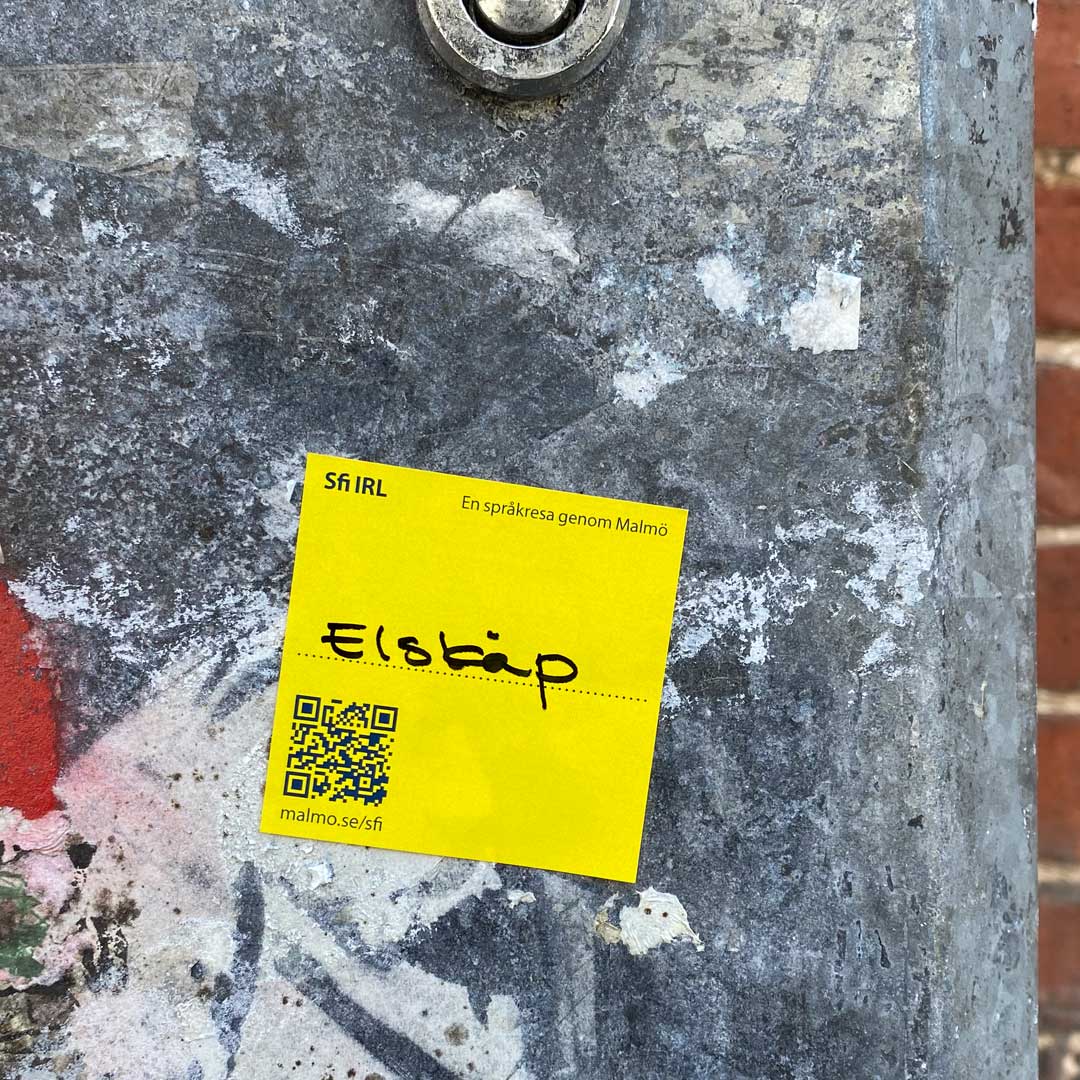 Sfi IRL
En språkresa genom Malmö
Elskåp
malmo.se/sfi